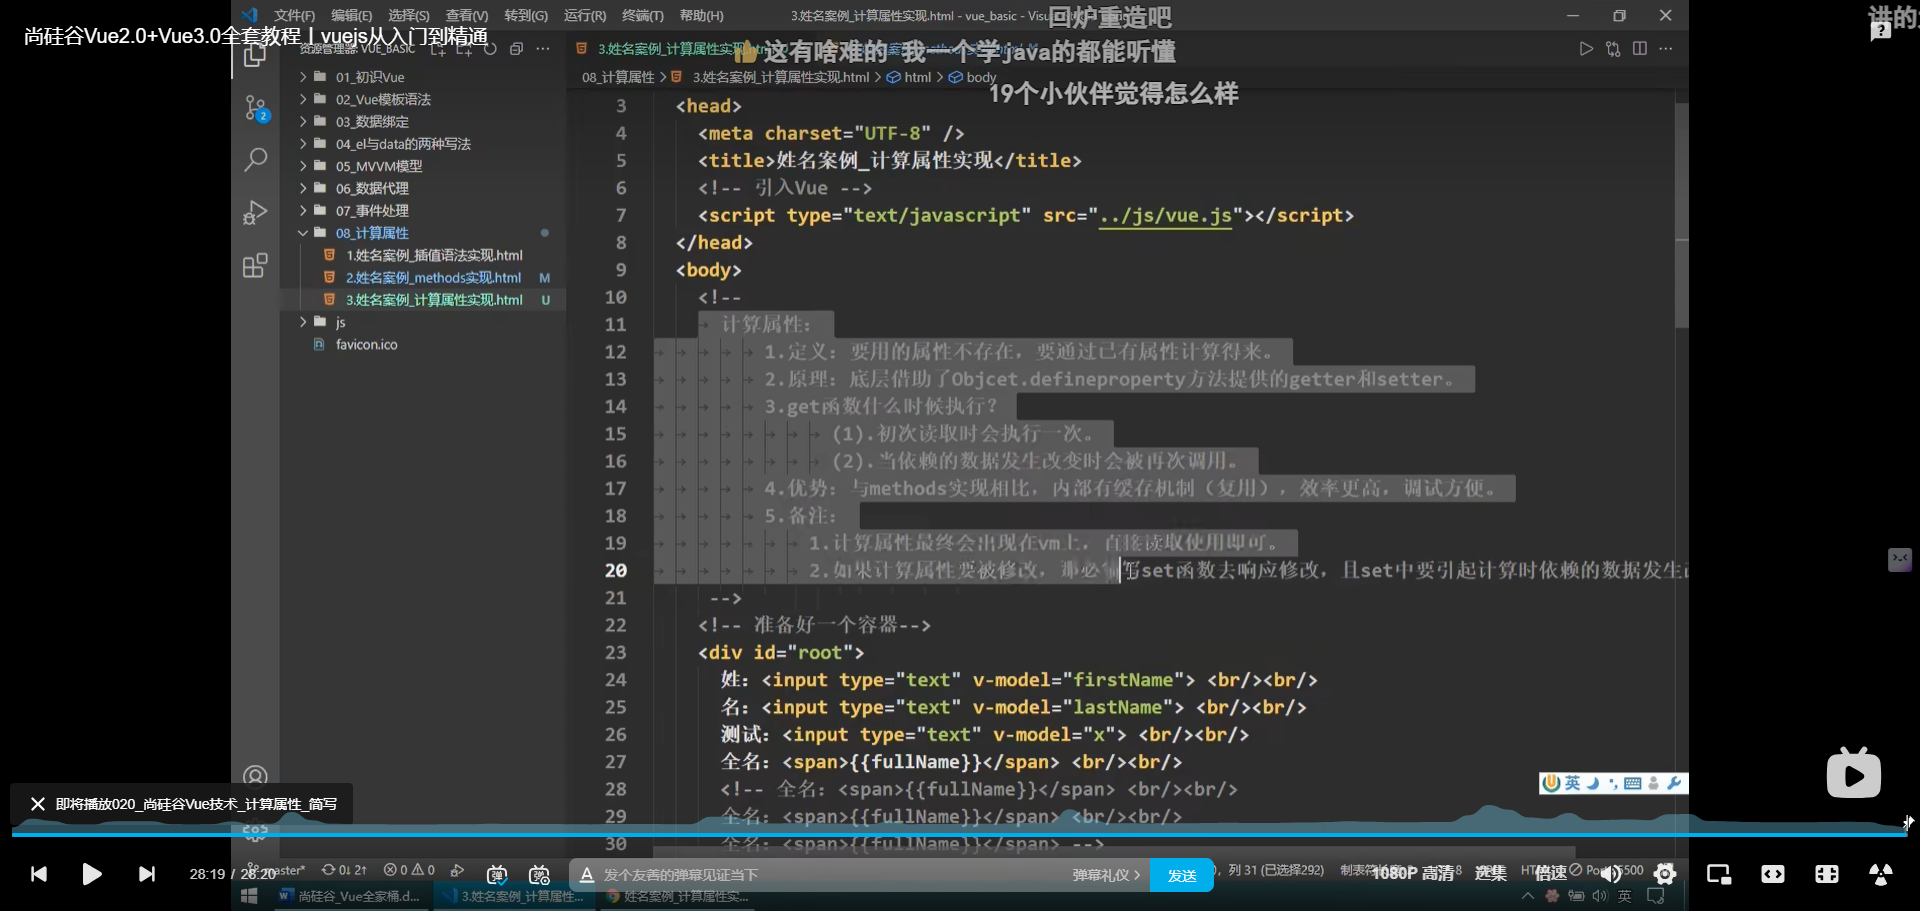 文件(F) 编辑(E) 选择(S) 查看(V) 转到(G) 运行(R) 终端(T) 帮助(H)
3.姓名案例_计算属性实现.html - vue_basic - Visu
回炉重造吧
讲的
尚硅谷Vue2.0+Vue3.0全套教程丨vuejs从入门到精通
资源管理器: VUE_BASIC
3.姓名案例_计算属性实现.html U
这有啥难的 我一个学java的都能听懂
08_计算属性 > 3.姓名案例_计算属性实现.html > html > body
19个小伙伴觉得怎么样
01_初识Vue
02_Vue模板语法
03_数据绑定
04_el与data的两种写法
05_MVVM模型
06_数据代理
07_事件处理
08_计算属性
1.姓名案例_插值语法实现.html
2.姓名案例_methods实现.html M
3.姓名案例_计算属性实现.html U
js
favicon.ico
2
3 <head>
4 <meta charset="UTF-8" />
5 <title>姓名案例_计算属性实现</title>
6 <!-- 引入Vue -->
7 <script type="text/javascript" src="../js/vue.js"></script>
8 </head>
9 <body>
10 <!--
11 计算属性：
12 1.定义：要用的属性不存在，要通过已有属性计算得来。
13 2.原理：底层借助了Objcet.defineproperty方法提供的getter和setter。
14 3.get函数什么时候执行？
15 (1).初次读取时会执行一次。
16 (2).当依赖的数据发生改变时会被再次调用。
17 4.优势：与methods实现相比，内部有缓存机制（复用），效率更高，调试方便。
18 5.备注：
19 1.计算属性最终会出现在vm上，直接读取使用即可。
20 2.如果计算属性要被修改，那必须写set函数去响应修改，且set中要引起计算时依赖的数据发生
21 -->
22 <!-- 准备好一个容器-->
23 <div id="root">
24 姓：<input type="text" v-model="firstName"> <br/><br/>
25 名：<input type="text" v-model="lastName"> <br/><br/>
26 测试：<input type="text" v-model="x"> <br/><br/>
27 全名：<span>{{fullName}}</span> <br/><br/>
28 <!-- 全名：<span>{{fullName}}</span> <br/><br/>
29 全名：<span>{{fullName}}</span> <br/><br/>
30 全名：<span>{{fullName}}</span> -->
英
即将播放020_尚硅谷Vue技术_计算属性_简写
28:19 / 28:20
master* 0↓ 2↑ 0 0
发个友善的弹幕见证当下
弹幕礼仪 >
发送
列 31 (已选择292)
1080P 高清
选集
倍速
尚硅谷_Vue全家桶.d...
3.姓名案例_计算属性...
姓名案例_计算属性实...
英